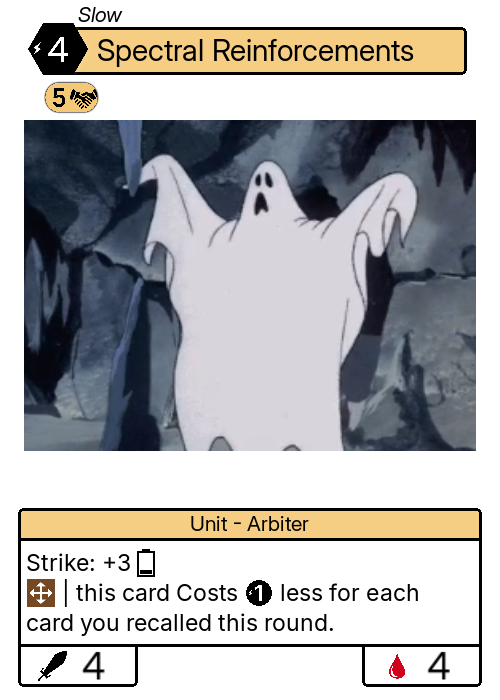 Slow
4 Spectral Reinforcements
5
Unit - Arbiter
Strike: +3
| this card Costs 1 less for each
card you recalled this round.
4 4